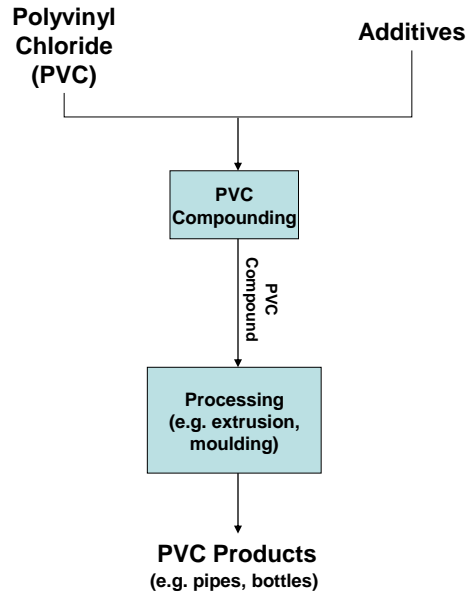 Polyvinyl
Chloride
(PVC)
Additives
PVC
Compounding
PVC
Compound
Processing
(e.g. extrusion,
moulding)
PVC Products
(e.g. pipes, bottles)